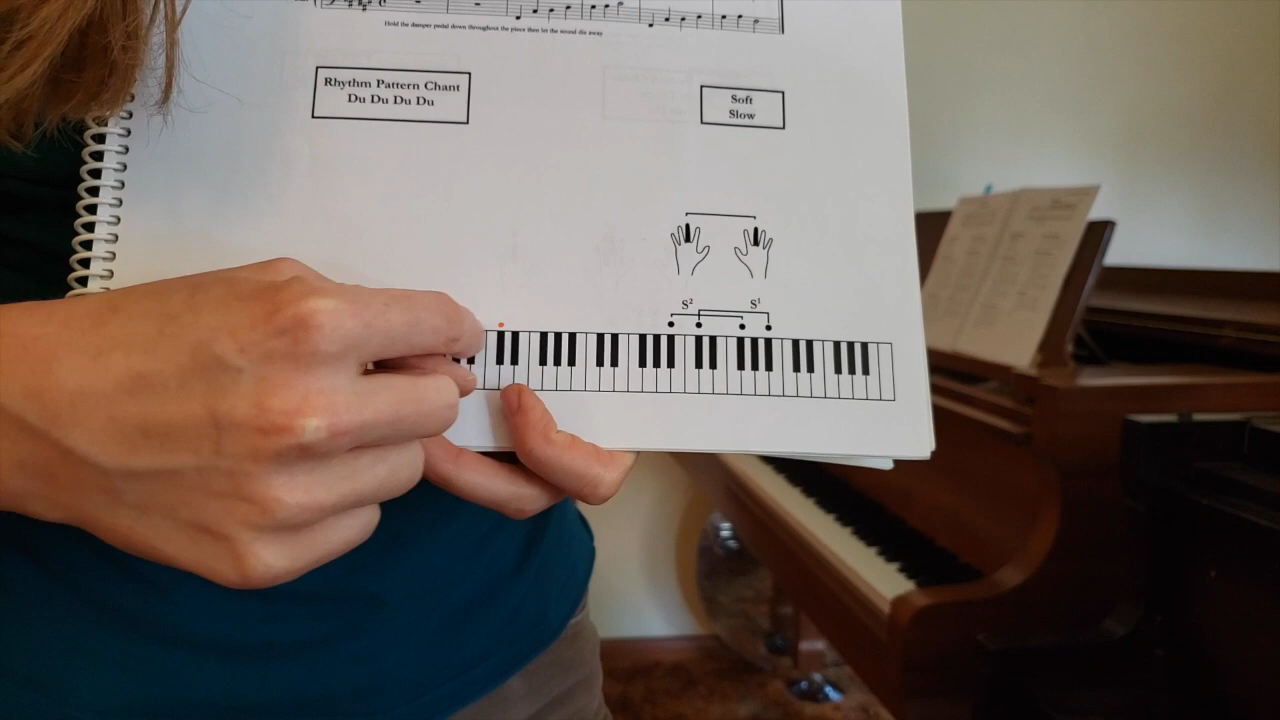 Hold the damper pedal down throughout the piece then let the sound die away
Rhythm Pattern Chant
Du Du Du Du
Soft
Slow
S² S¹